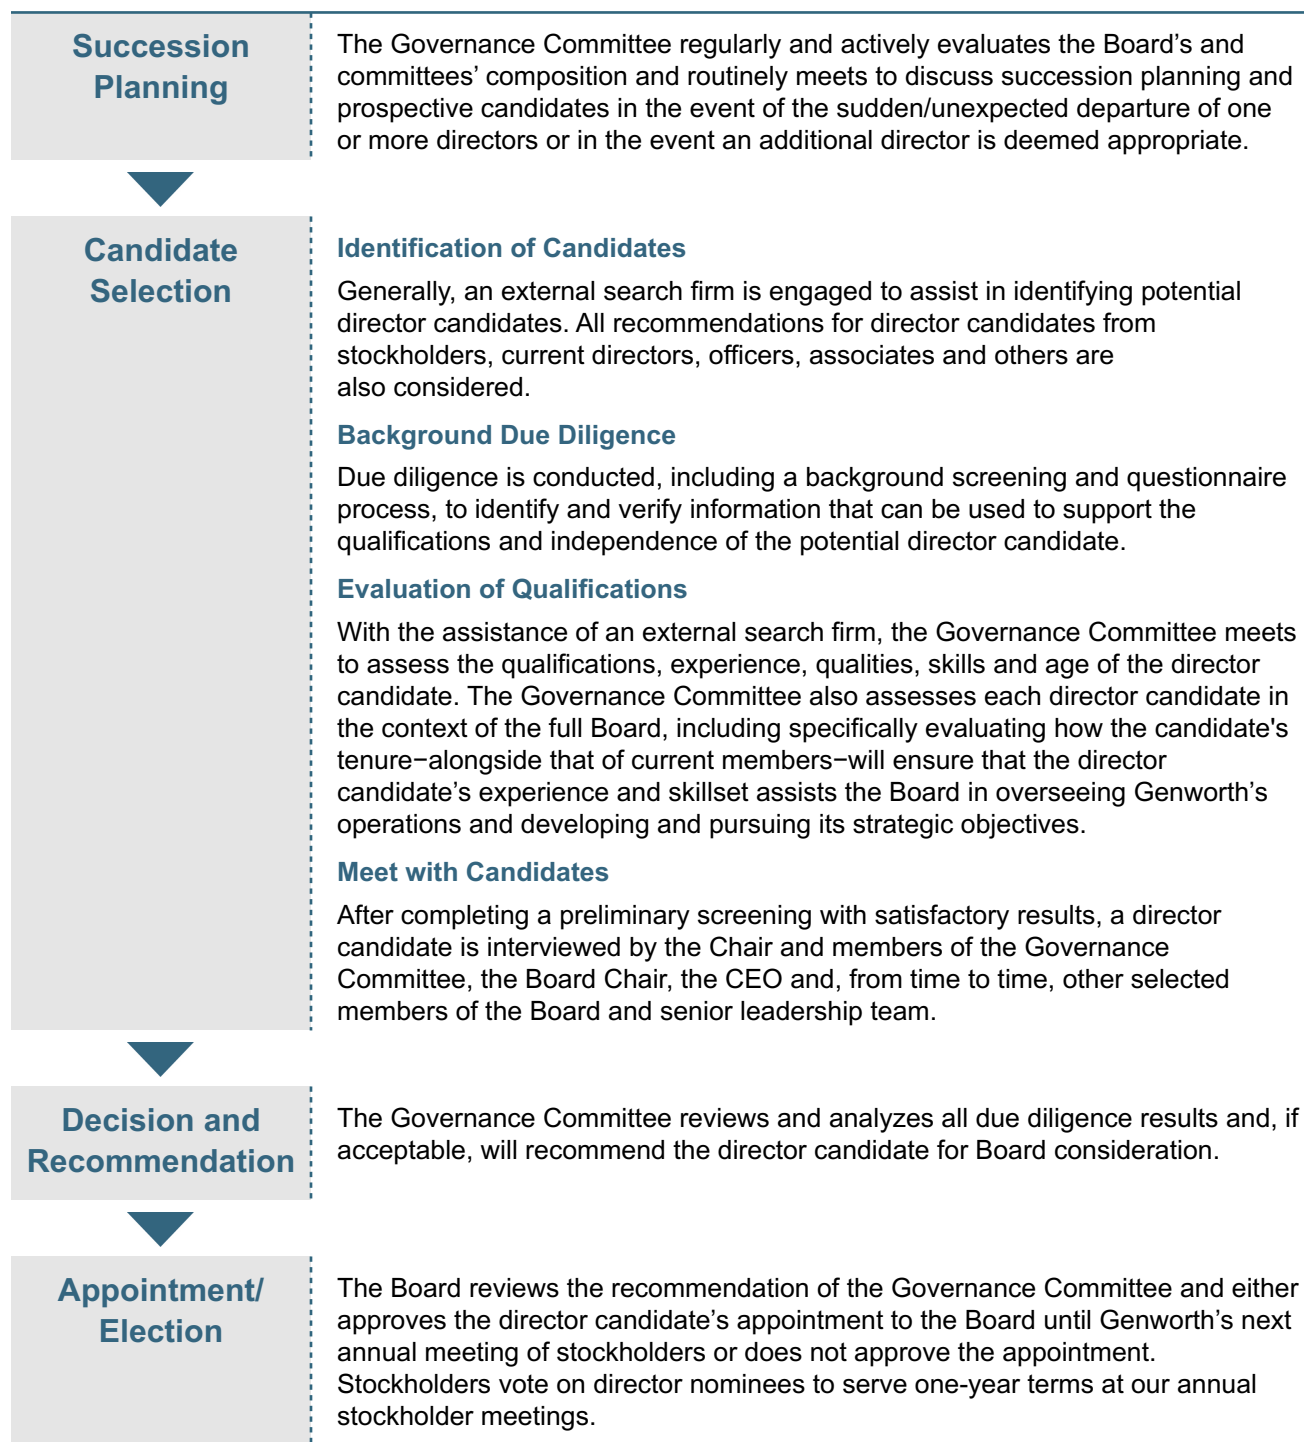 Succession
Planning
The Governance Committee regularly and actively evaluates the Board’s and
committees’ composition and routinely meets to discuss succession planning and
prospective candidates in the event of the sudden/unexpected departure of one
or more directors or in the event an additional director is deemed appropriate.
Candidate
Selection
Identification of Candidates
Generally, an external search firm is engaged to assist in identifying potential
director candidates. All recommendations for director candidates from
stockholders, current directors, officers, associates and others are
also considered.
Background Due Diligence
Due diligence is conducted, including a background screening and questionnaire
process, to identify and verify information that can be used to support the
qualifications and independence of the potential director candidate.
Evaluation of Qualifications
With the assistance of an external search firm, the Governance Committee meets
to assess the qualifications, experience, qualities, skills and age of the director
candidate. The Governance Committee also assesses each director candidate in
the context of the full Board, including specifically evaluating how the candidate's
tenure−alongside that of current members−will ensure that the director
candidate’s experience and skillset assists the Board in overseeing Genworth’s
operations and developing and pursuing its strategic objectives.
Meet with Candidates
After completing a preliminary screening with satisfactory results, a director
candidate is interviewed by the Chair and members of the Governance
Committee, the Board Chair, the CEO and, from time to time, other selected
members of the Board and senior leadership team.
Decision and
Recommendation
The Governance Committee reviews and analyzes all due diligence results and, if
acceptable, will recommend the director candidate for Board consideration.
Appointment/
Election
The Board reviews the recommendation of the Governance Committee and either
approves the director candidate’s appointment to the Board until Genworth’s next
annual meeting of stockholders or does not approve the appointment.
Stockholders vote on director nominees to serve one-year terms at our annual
stockholder meetings.